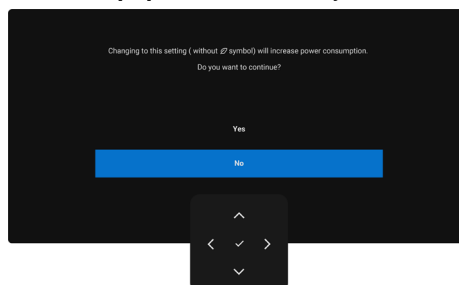 Changing to this setting ( without symbol) will increase power consumption.
Do you want to continue?
Yes
No